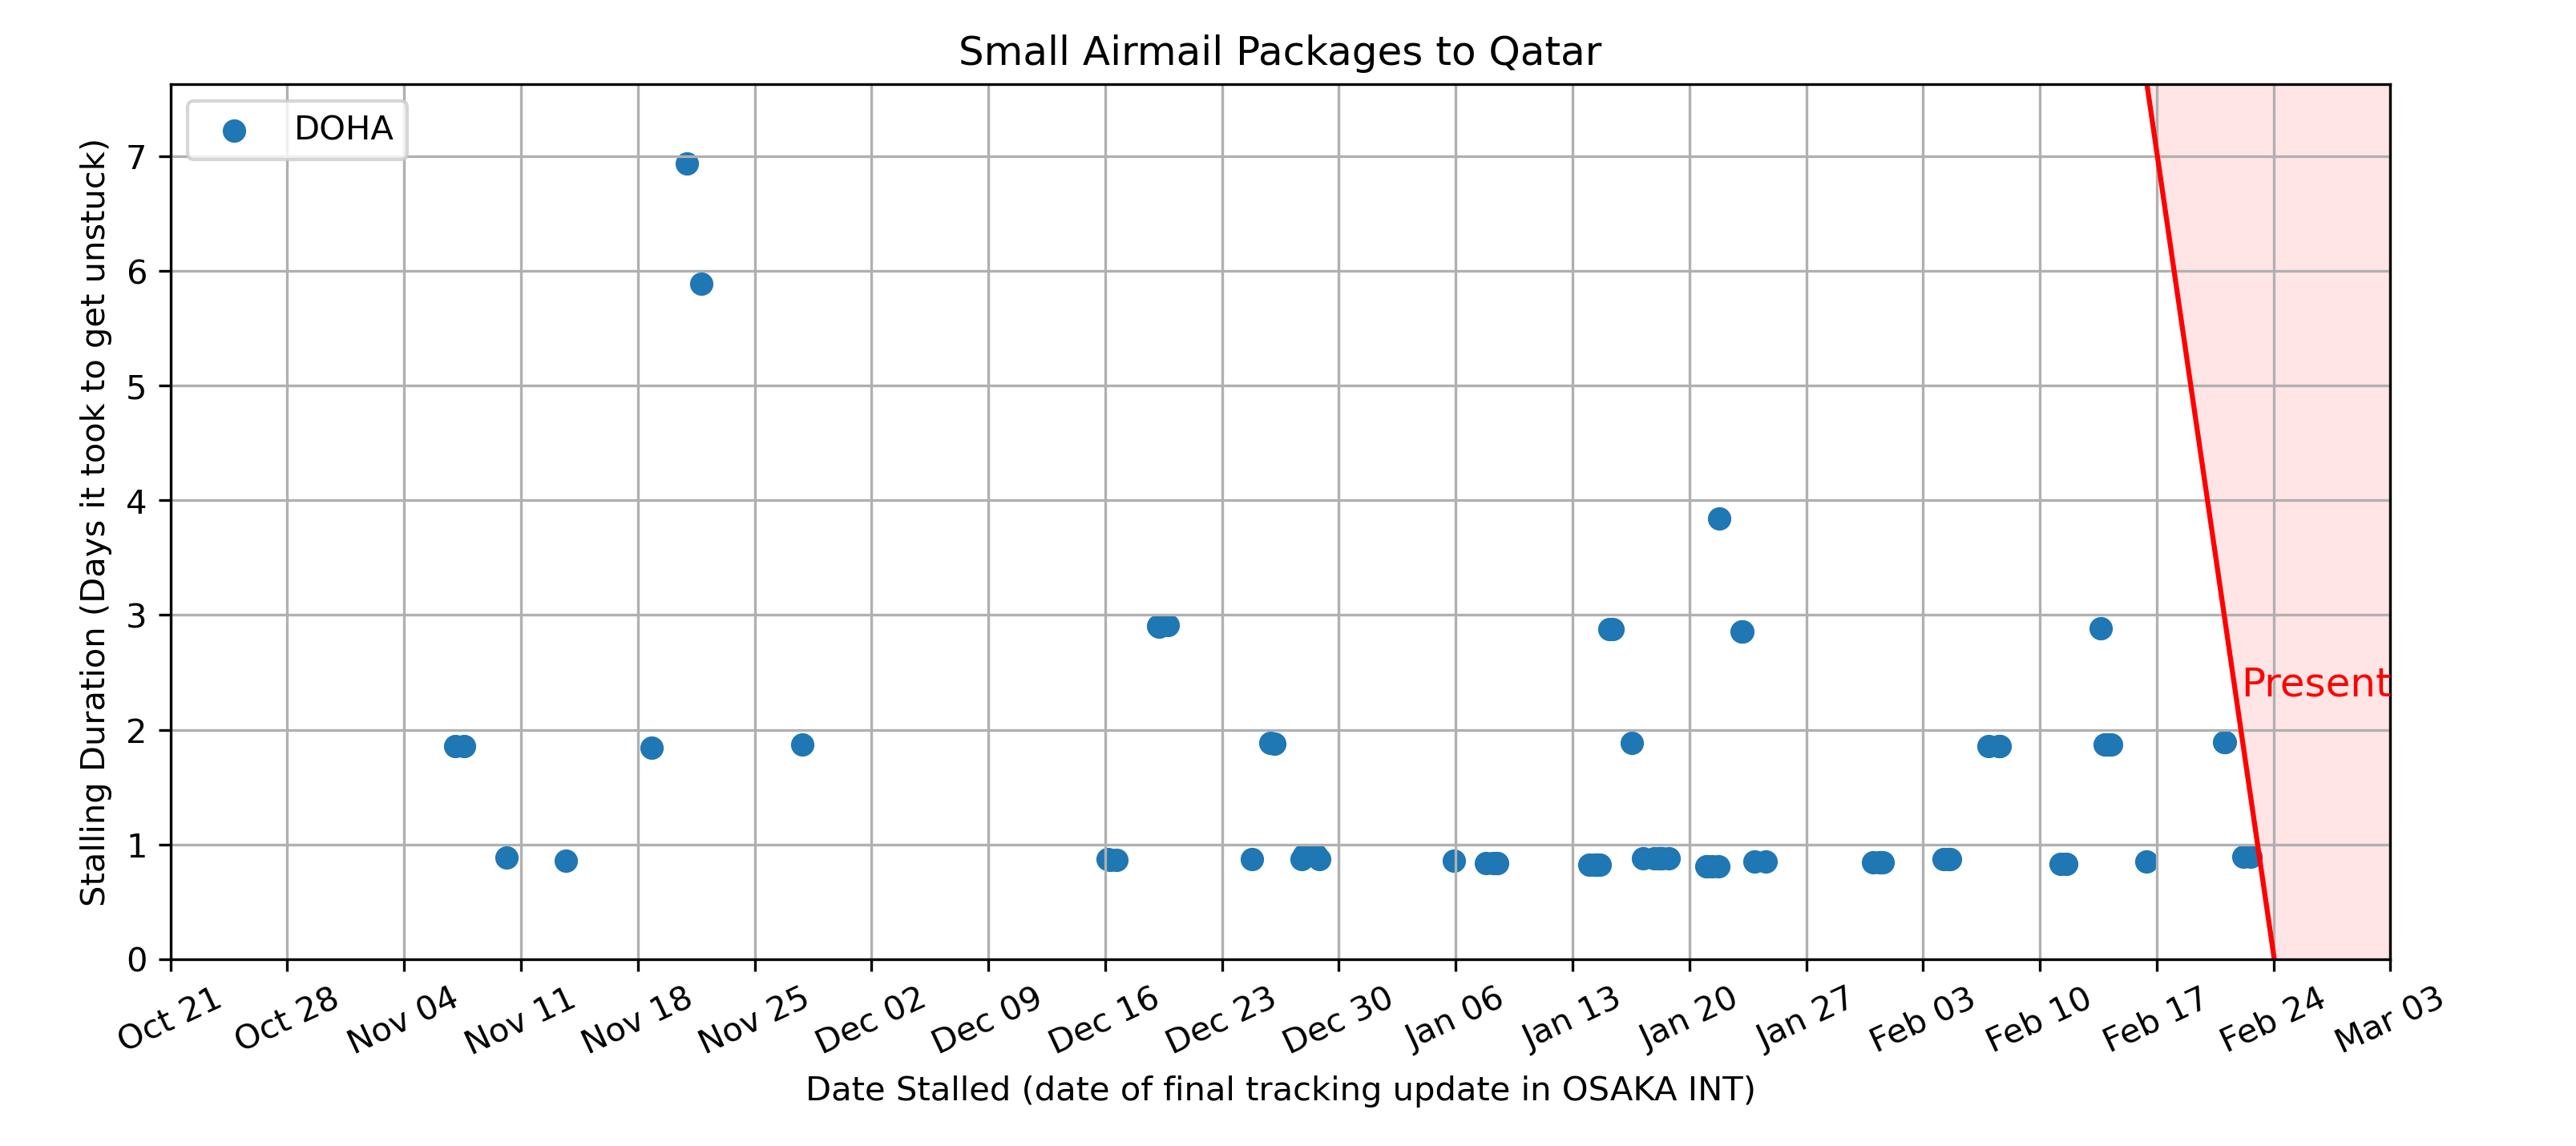 Small Airmail Packages to Qatar
DOHA
Stalling Duration (Days it took to get unstuck)
7
6
5
4
3
2
1
0
Present
Oct 21
Oct 28
Nov 04
Nov 11
Nov 18
Nov 25
Dec 02
Dec 09
Dec 16
Dec 23
Dec 30
Jan 06
Jan 13
Jan 20
Jan 27
Feb 03
Feb 10
Feb 17
Feb 24
Mar 03
Date Stalled (date of final tracking update in OSAKA INT)